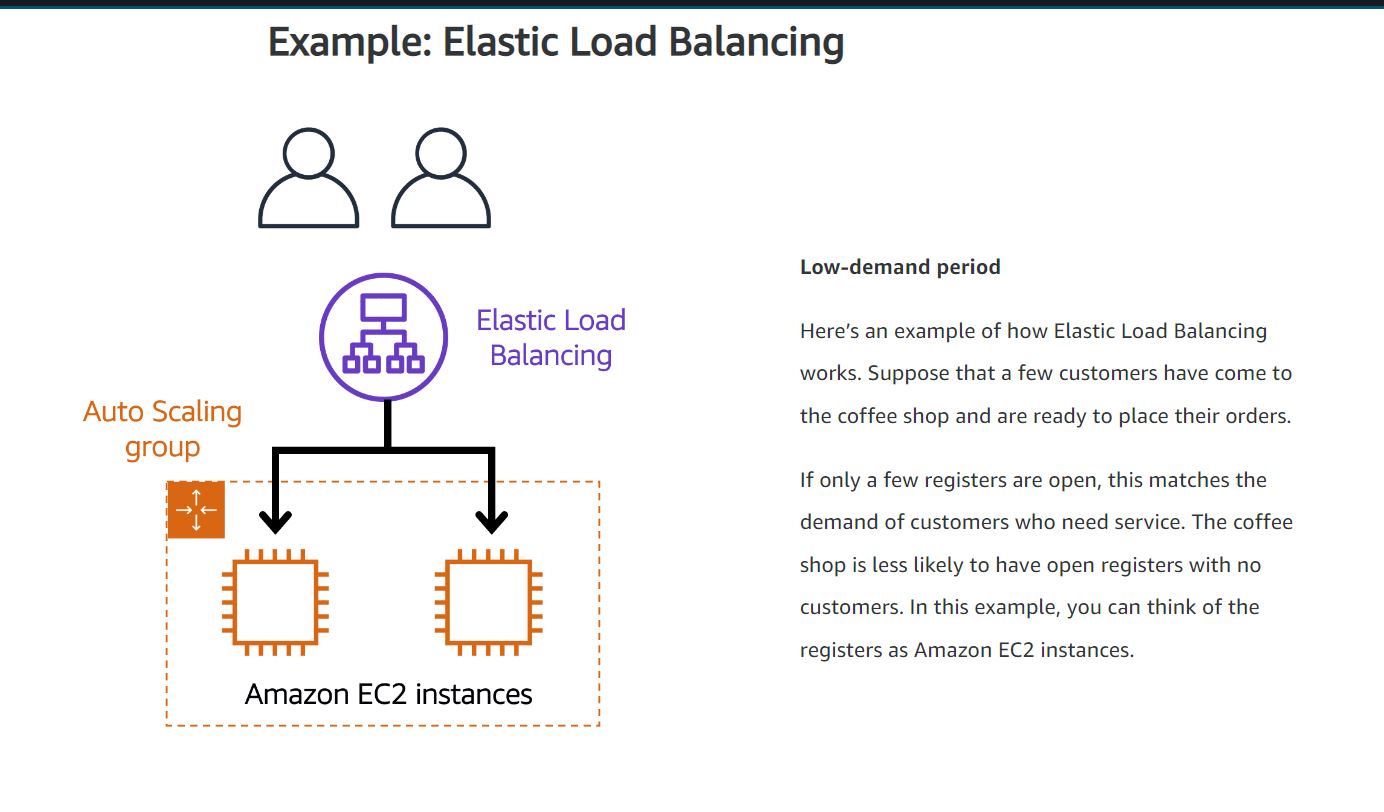 Example: Elastic Load Balancing
Elastic Load
Balancing
Auto Scaling
group
Amazon EC2 instances
Low-demand period
Here’s an example of how Elastic Load Balancing
works. Suppose that a few customers have come to
the coffee shop and are ready to place their orders.
If only a few registers are open, this matches the
demand of customers who need service. The coffee
shop is less likely to have open registers with no
customers. In this example, you can think of the
registers as Amazon EC2 instances.